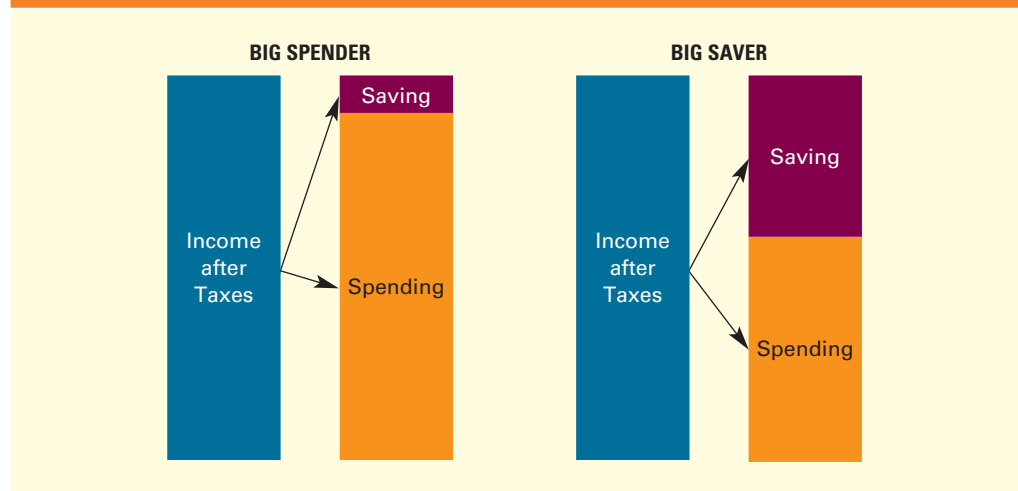 BIG SPENDER
Saving
Income
after
Taxes
Spending
BIG SAVER
Saving
Income
after
Taxes
Spending